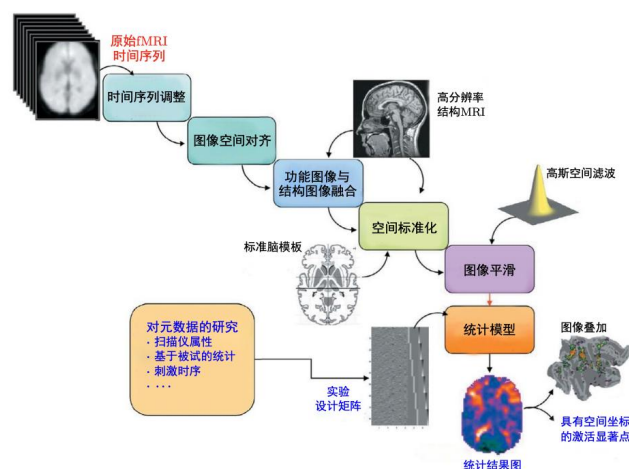 原始fMRI
时间序列
时间序列调整
高分辨率
结构MRI
图像空间对齐
功能图像与
结构图像融合
高斯空间滤波
空间标准化
标准脑模板
图像平滑
对元数据的研究
· 扫描仪属性
· 基于被试的统计
· 刺激时序
· ····
统计模型
图像叠加
实验
设计矩阵
具有空间坐标
的激活显著点
统计结果图